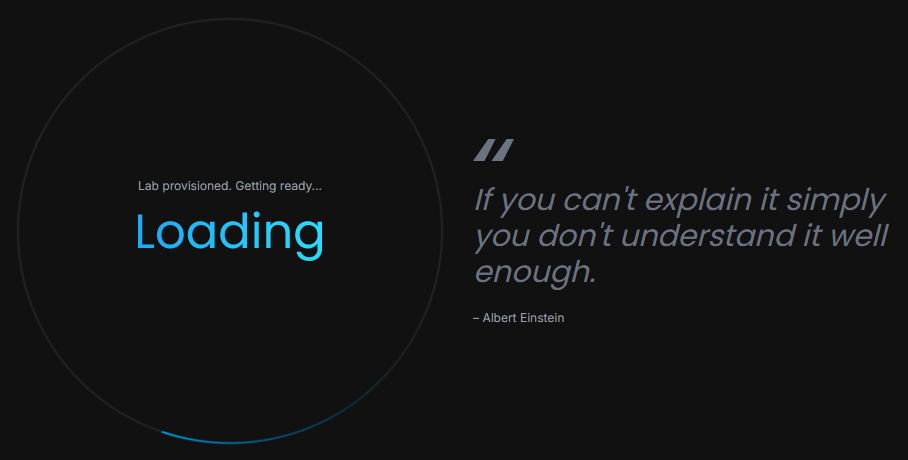 Lab provisioned. Getting ready...
Loading
"
If you can't explain it simply
you don't understand it well
enough.
– Albert Einstein